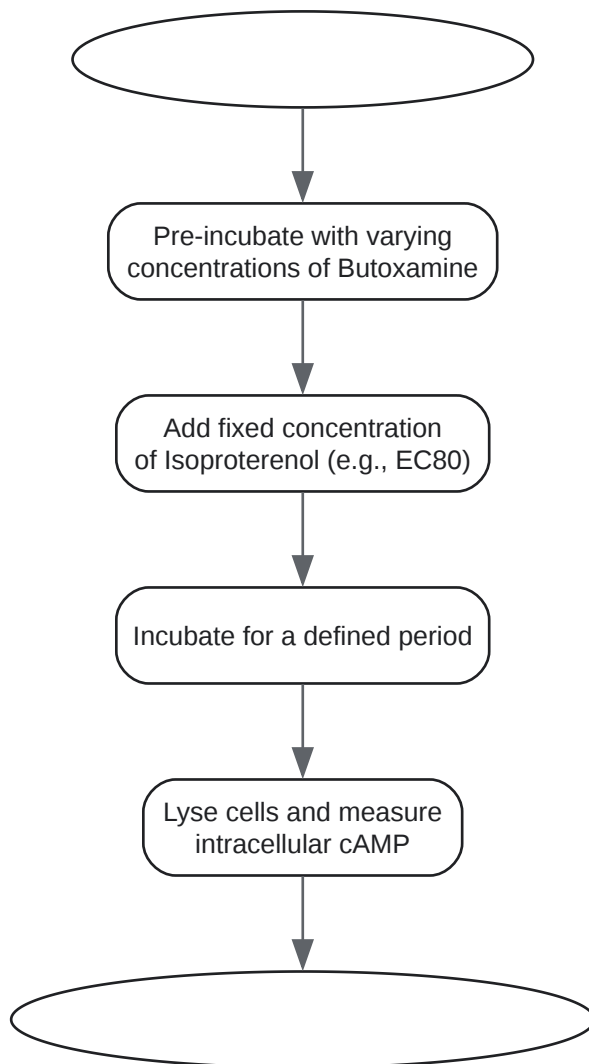 Pre-incubate with varying
concentrations of Butoxamine
Add fixed concentration
of Isoproterenol (e.g., EC80)
Incubate for a defined period
Lyse cells and measure
intracellular cAMP